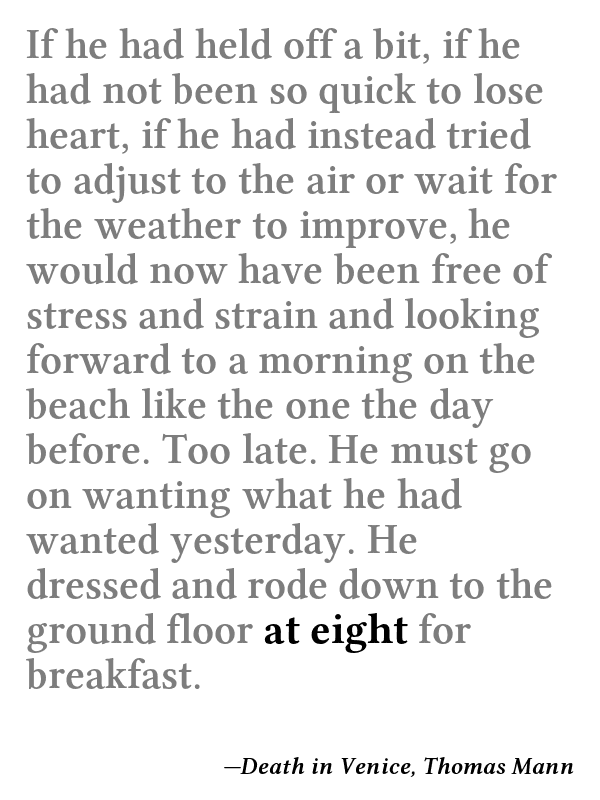 If he had held off a bit, if he
had not been so quick to lose
heart, if he had instead tried
to adjust to the air or wait for
the weather to improve, he
would now have been free of
stress and strain and looking
forward to a morning on the
beach like the one the day
before. Too late. He must go
on wanting what he had
wanted yesterday. He
dressed and rode down to the
ground floor at eight for
breakfast.
—Death in Venice, Thomas Mann